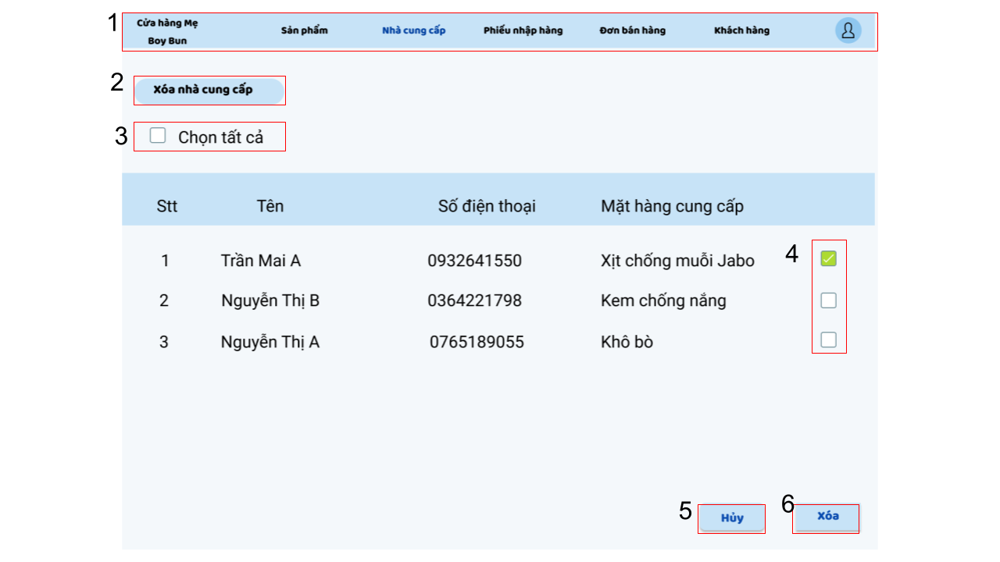 1
Cửa hàng Mẹ
Boy Bun
Sản phẩm
Nhà cung cấp
Phiếu nhập hàng
Đơn bán hàng
Khách hàng
2
Xóa nhà cung cấp
3
Chọn tất cả
Stt
Tên
Số điện thoại
Mặt hàng cung cấp
1 Trần Mai A 0932641550 Xịt chống muỗi Jabo
4
2 Nguyễn Thị B 0364221798 Kem chống nắng
3 Nguyễn Thị A 0765189055 Khô bò
5
Hủy
6
Xóa